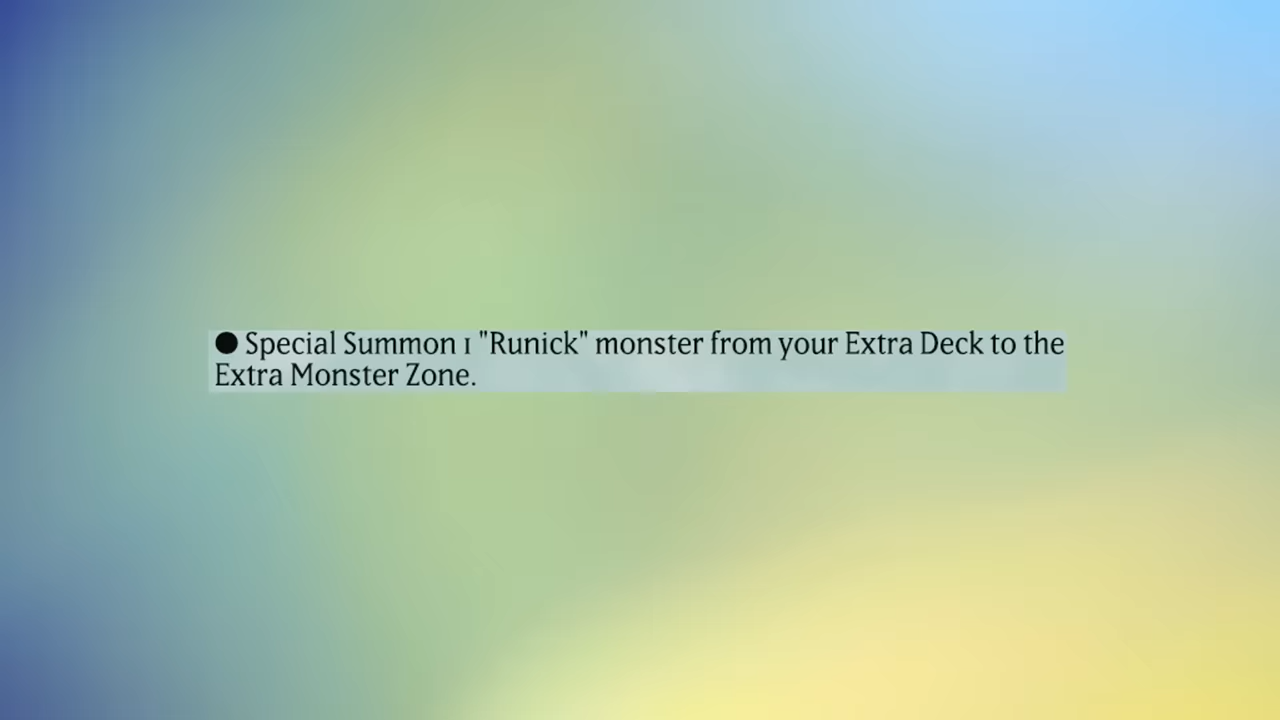 ● Special Summon 1 "Runick" monster from your Extra Deck to the
Extra Monster Zone.